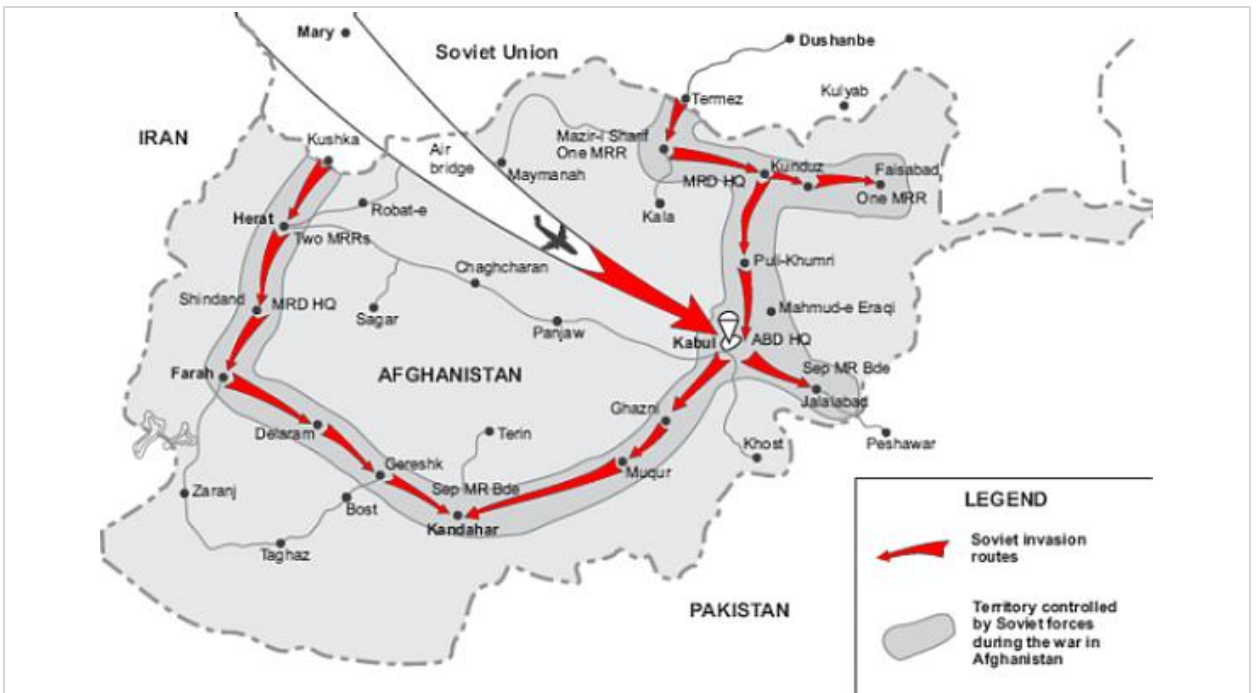 Mary
Soviet Union
Dushanbe
Termez
Kulyab
IRAN
Kushka
Mazir-i Sharif
One MRR
Air
bridge
Maymanah
MRD HQ
Kunduz
Faisabad
One MRR
Robat-e
Kala
Herat
Two MRRs
Chaghcharan
Puli-Khumri
Shindand
MRD HQ
Sagar
Panjaw
Mahmud-e Eraqi
Kabul
ABD HQ
Farah
AFGHANISTAN
Sep MR Bde
Jalalabad
Ghazni
Delaram
Terin
Khost
Peshawar
Gereshk
Muqur
Zaranj
Bost
Sep MR Bde
Kandahar
Taghaz
PAKISTAN
LEGEND
Soviet invasion
routes
Territory controlled
by Soviet forces
during the war in
Afghanistan